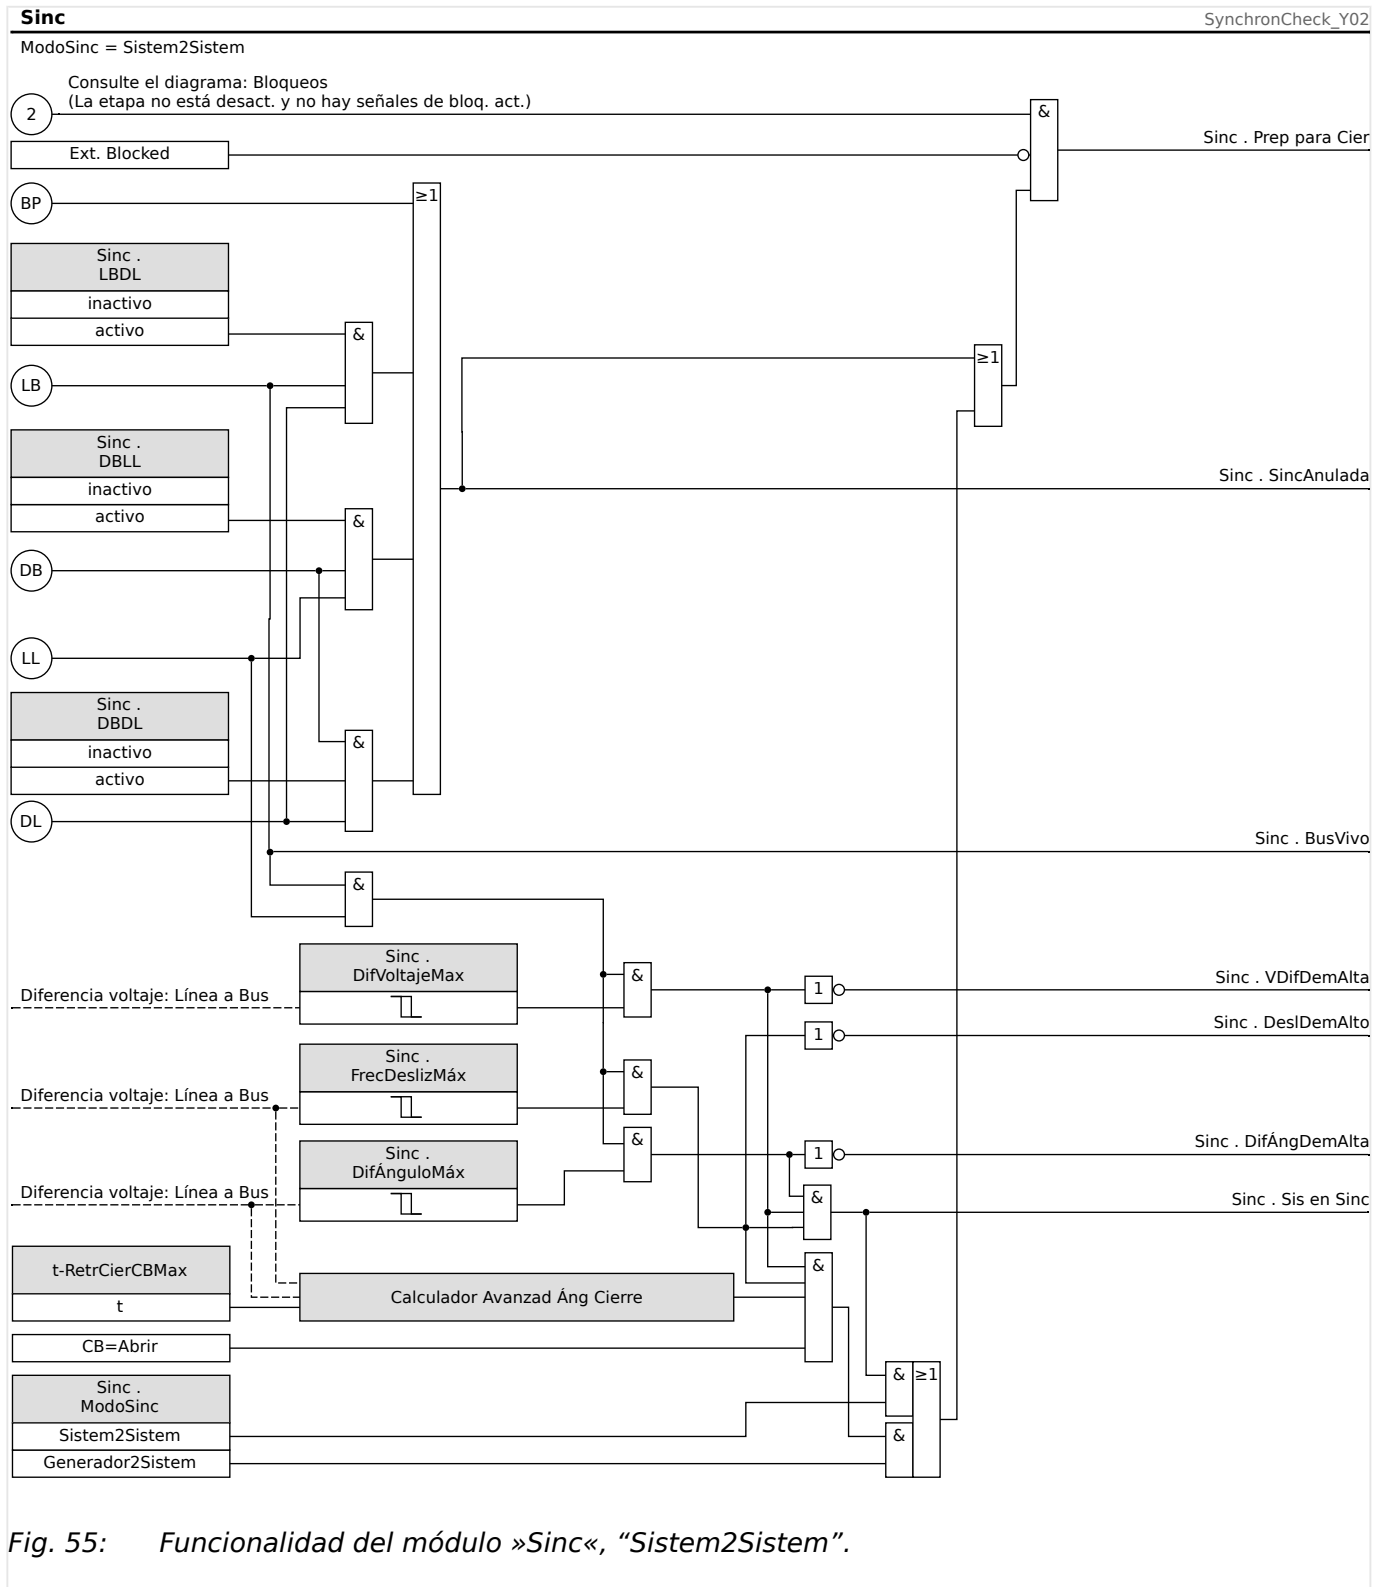 Sinc
SynchronCheck_Y02
ModoSinc = Sistem2Sistem
Consulte el diagrama: Bloqueos
(La etapa no está desact. y no hay señales de bloq. act.)
2
&
Sinc . Prep para Cier
Ext. Blocked
BP
≥1
Sinc .
LBDL
inactivo
activo
&
≥1
LB
Sinc .
DBLL
inactivo
activo
&
Sinc . SincAnulada
DB
LL
Sinc .
DBDL
inactivo
activo
&
DL
Sinc . BusVivo
&
Sinc .
DifVoltajeMax
Diferencia voltaje: Línea a Bus
&
1
Sinc . VDifDemAlta
1
Sinc . DeslDemAlto
Sinc .
FrecDeslizMáx
Diferencia voltaje: Línea a Bus
&
Sinc .
DifÁnguloMáx
Diferencia voltaje: Línea a Bus
&
1
Sinc . DifÁngDemAlta
&
Sinc . Sis en Sinc
t-RetrCierCBMax
t
Calculador Avanzad Áng Cierre
&
CB=Abrir
Sinc .
ModoSinc
Sistem2Sistem
Generador2Sistem
&
≥1
&
Fig. 55: Funcionalidad del módulo »Sinc«, “Sistem2Sistem”.